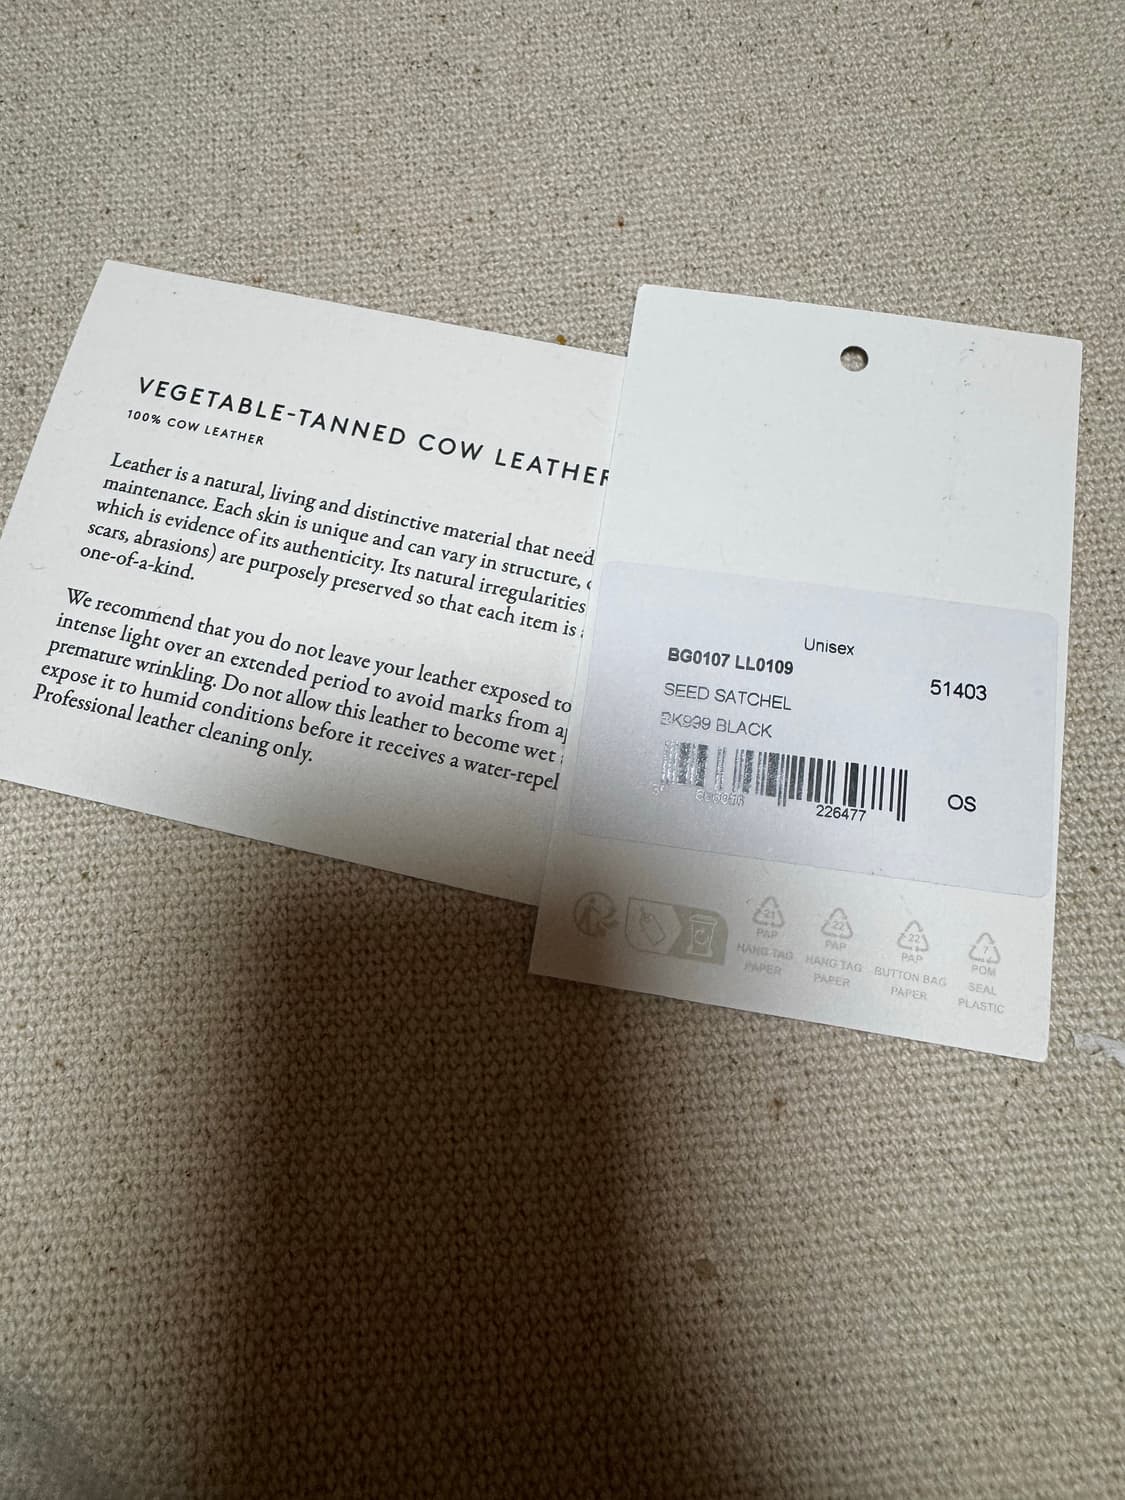 VEGETABLE-TANNED COW LEATHER
100% COW LEATHER
Leather is a natural, living and distinctive material that need
maintenance. Each skin is unique and can vary in structure,
which is evidence of its authenticity. Its natural irregularities
scars, abrasions) are purposely preserved so that each item is
one-of-a-kind.
We recommend that you do not leave your leather exposed to
intense light over an extended period to avoid marks from
premature wrinkling. Do not allow this leather to become wet
expose it to humid conditions before it receives a water-repel
Professional leather cleaning only.
Unisex
BG0107 LL0109
51403
SEED SATCHEL
BK999 BLACK
226477
OS
21
PAP
HANG TAG
PAPER
22
PAP
HANG TAG
PAPER
22
PAP
BUTTON BAG
PAPER
7
POM
SEAL
PLASTIC